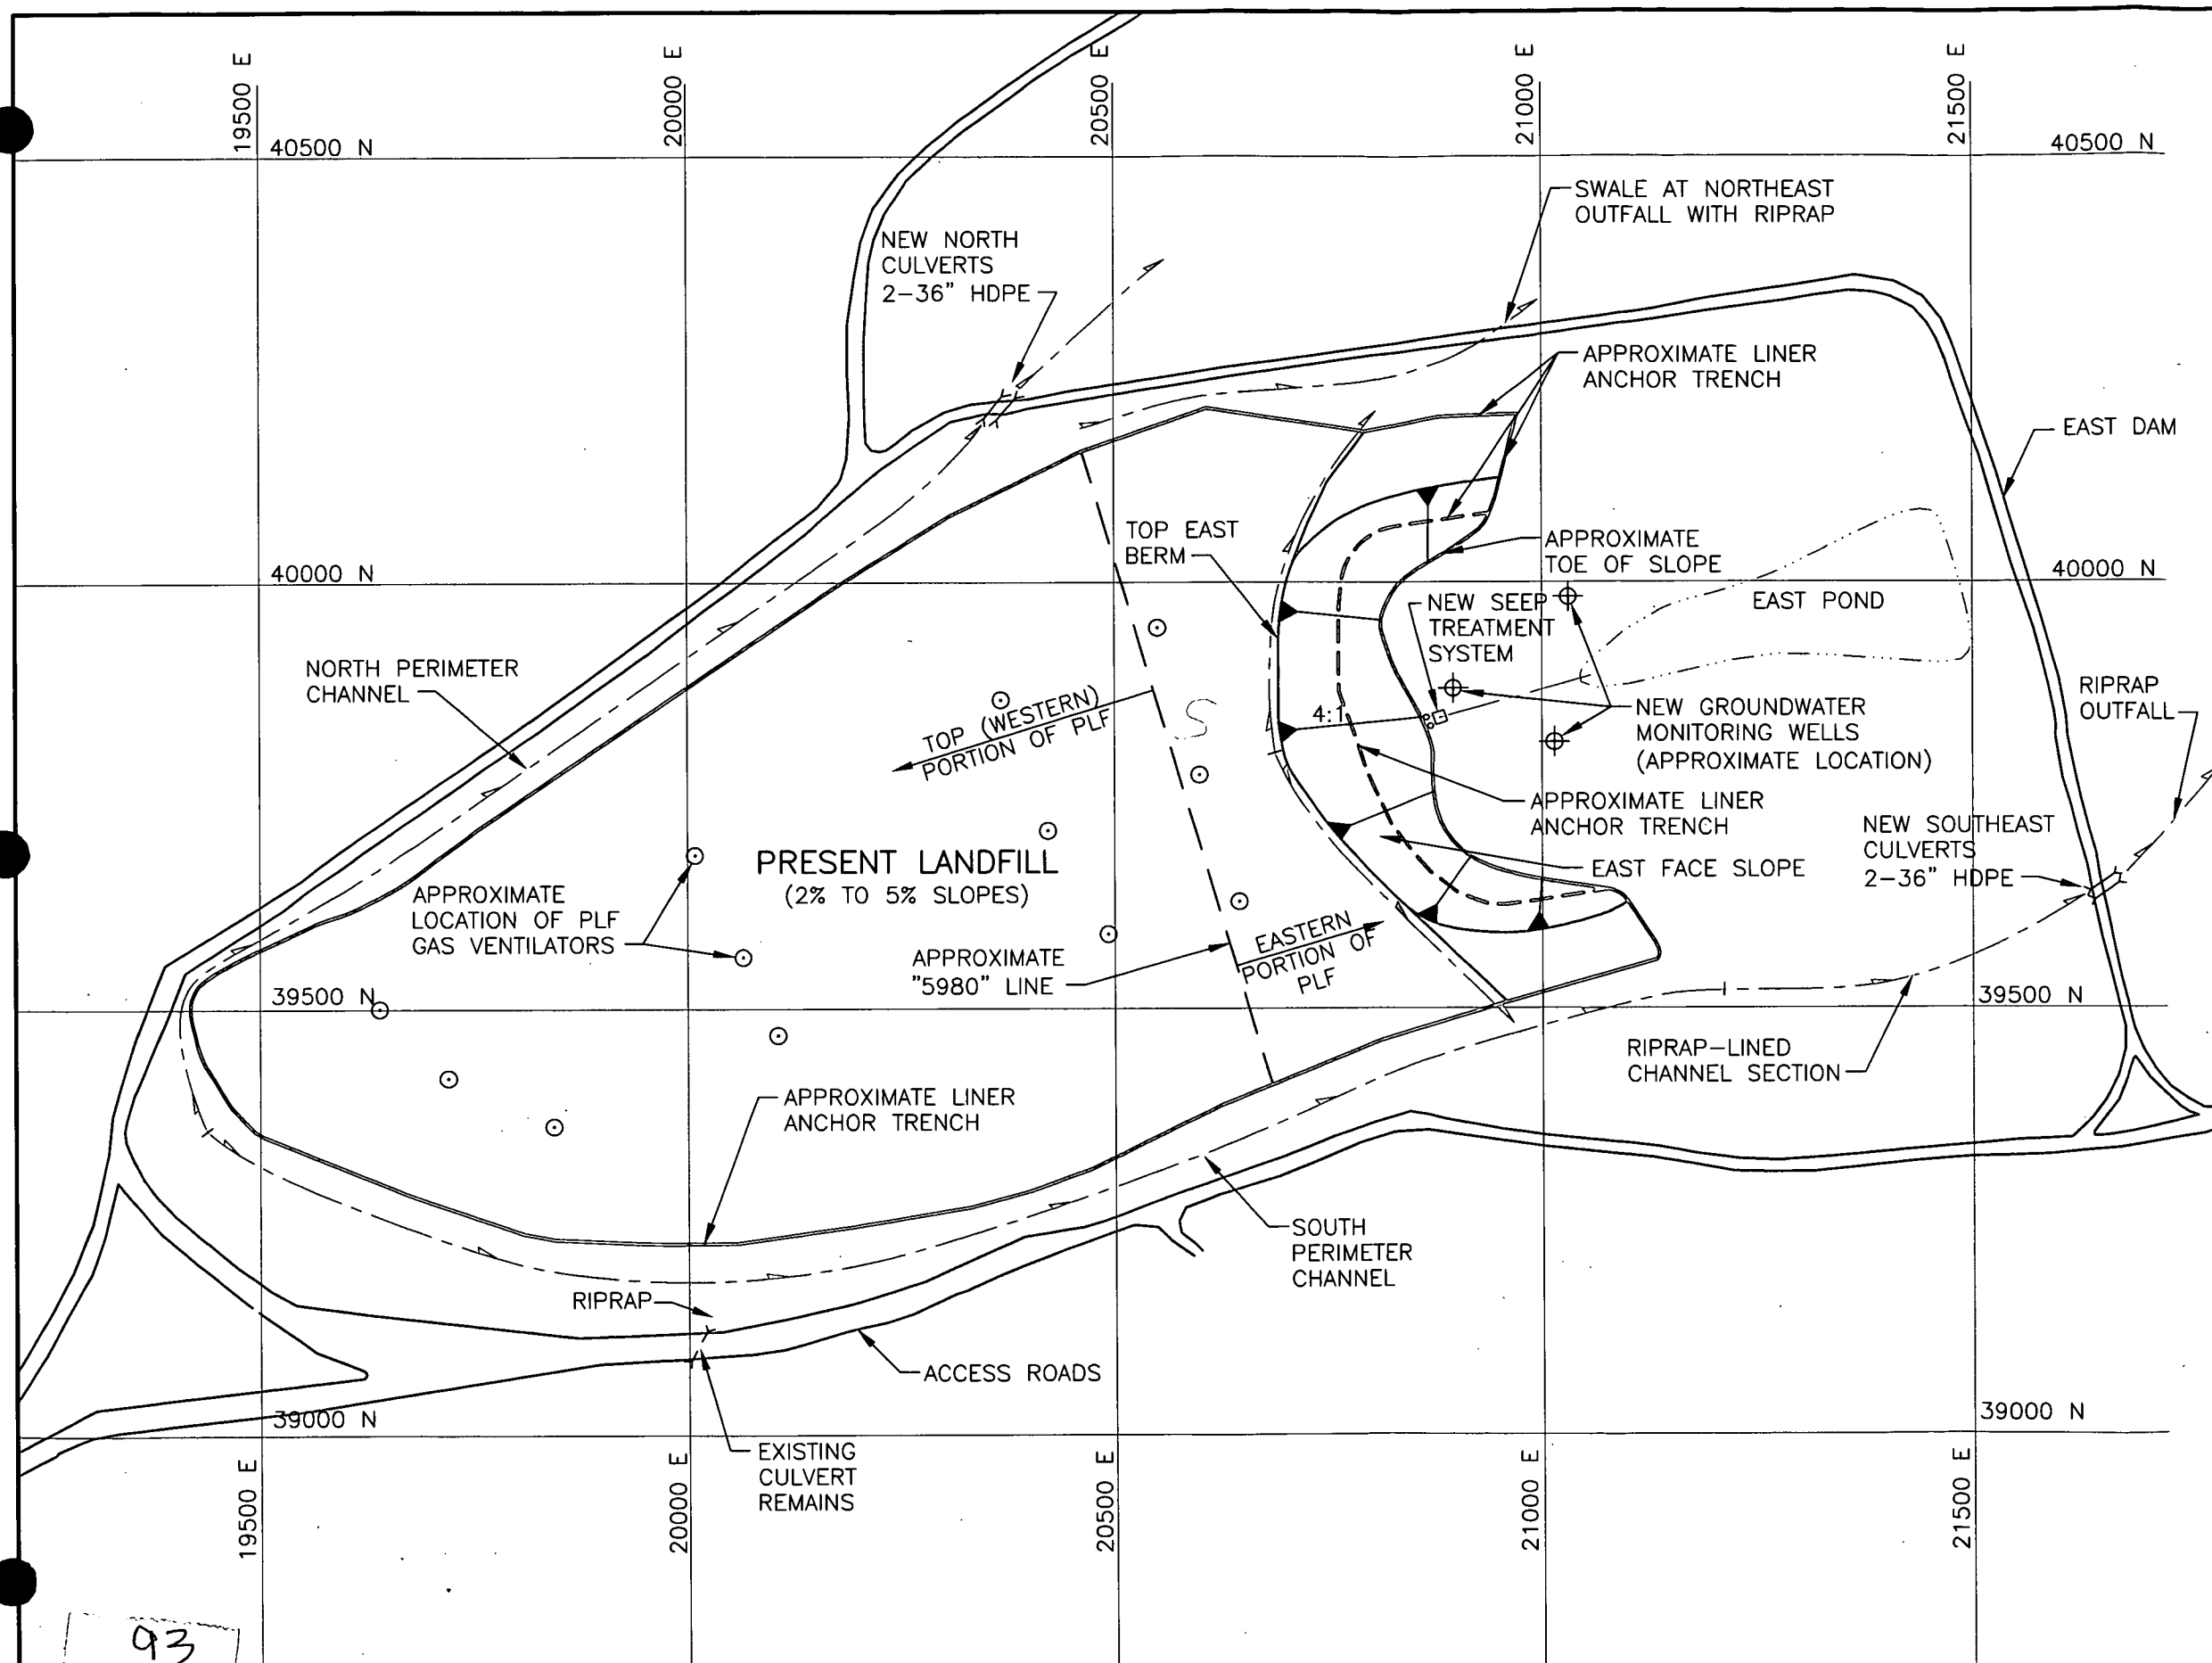 19500 E
20000 E
20500 E
21000 E
21500 E
40500 N
40500 N
SWALE AT NORTHEAST
OUTFALL WITH RIPRAP
NEW NORTH
CULVERTS
2-36" HDPE
APPROXIMATE LINER
ANCHOR TRENCH
EAST DAM
TOP EAST
BERM
APPROXIMATE
TOE OF SLOPE
40000 N
40000 N
NEW SEEP
TREATMENT
SYSTEM
EAST POND
NORTH PERIMETER
CHANNEL
TOP (WESTERN)
PORTION OF PLF
4:1
NEW GROUNDWATER
MONITORING WELLS
(APPROXIMATE LOCATION)
RIPRAP
OUTFALL
APPROXIMATE LINER
ANCHOR TRENCH
NEW SOUTHEAST
CULVERTS
2-36" HDPE
PRESENT LANDFILL
(2% TO 5% SLOPES)
EAST FACE SLOPE
APPROXIMATE
LOCATION OF PLF
GAS VENTILATORS
APPROXIMATE
"5980" LINE
EASTERN
PORTION OF
PLF
39500 N
39500 N
RIPRAP-LINED
CHANNEL SECTION
APPROXIMATE LINER
ANCHOR TRENCH
SOUTH
PERIMETER
CHANNEL
RIPRAP
ACCESS ROADS
39000 N
39000 N
EXISTING
CULVERT
REMAINS
19500 E
20000 E
20500 E
21000 E
21500 E
93